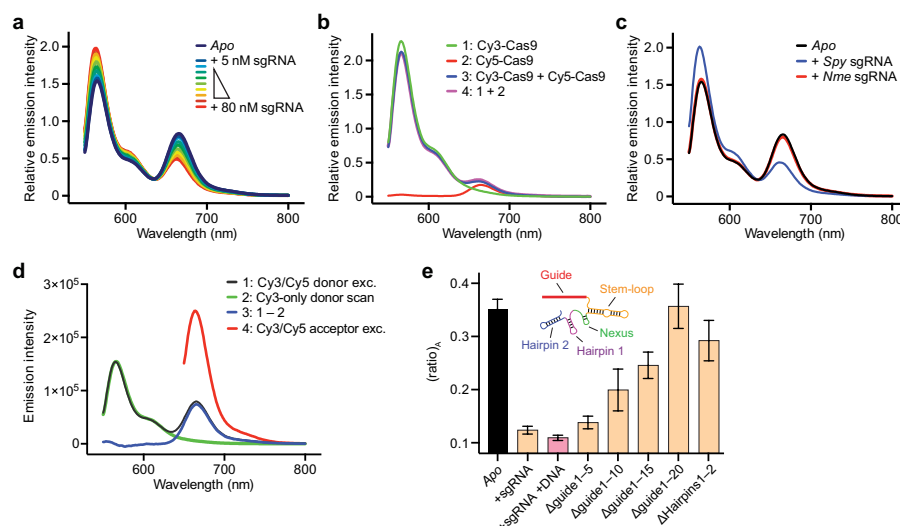 a
Relative emission intensity
2.0
1.5
1.0
0.5
0
600
700
800
Wavelength (nm)
Apo
+ 5 nM sgRNA
+ 80 nM sgRNA
b
Relative emission intensity
2.0
1.5
1.0
0.5
0
600
700
800
Wavelength (nm)
1: Cy3-Cas9
2: Cy5-Cas9
3: Cy3-Cas9 + Cy5-Cas9
4: 1 + 2
c
Relative emission intensity
2.0
1.5
1.0
0.5
0
600
700
800
Wavelength (nm)
Apo
+ Spy sgRNA
+ Nme sgRNA
d
Emission intensity
3×10⁵
2×10⁵
1×10⁵
0
600
700
800
Wavelength (nm)
1: Cy3/Cy5 donor exc.
2: Cy3-only donor scan
3: 1 – 2
4: Cy3/Cy5 acceptor exc.
e
(ratio)A
0.4
0.3
0.2
0.1
Guide
Stem-loop
Nexus
Hairpin 1
Hairpin 2
Apo
+sgRNA
+sgRNA +DNA
Δguide1–5
Δguide1–10
Δguide1–15
Δguide1–20
ΔHairpins1–2